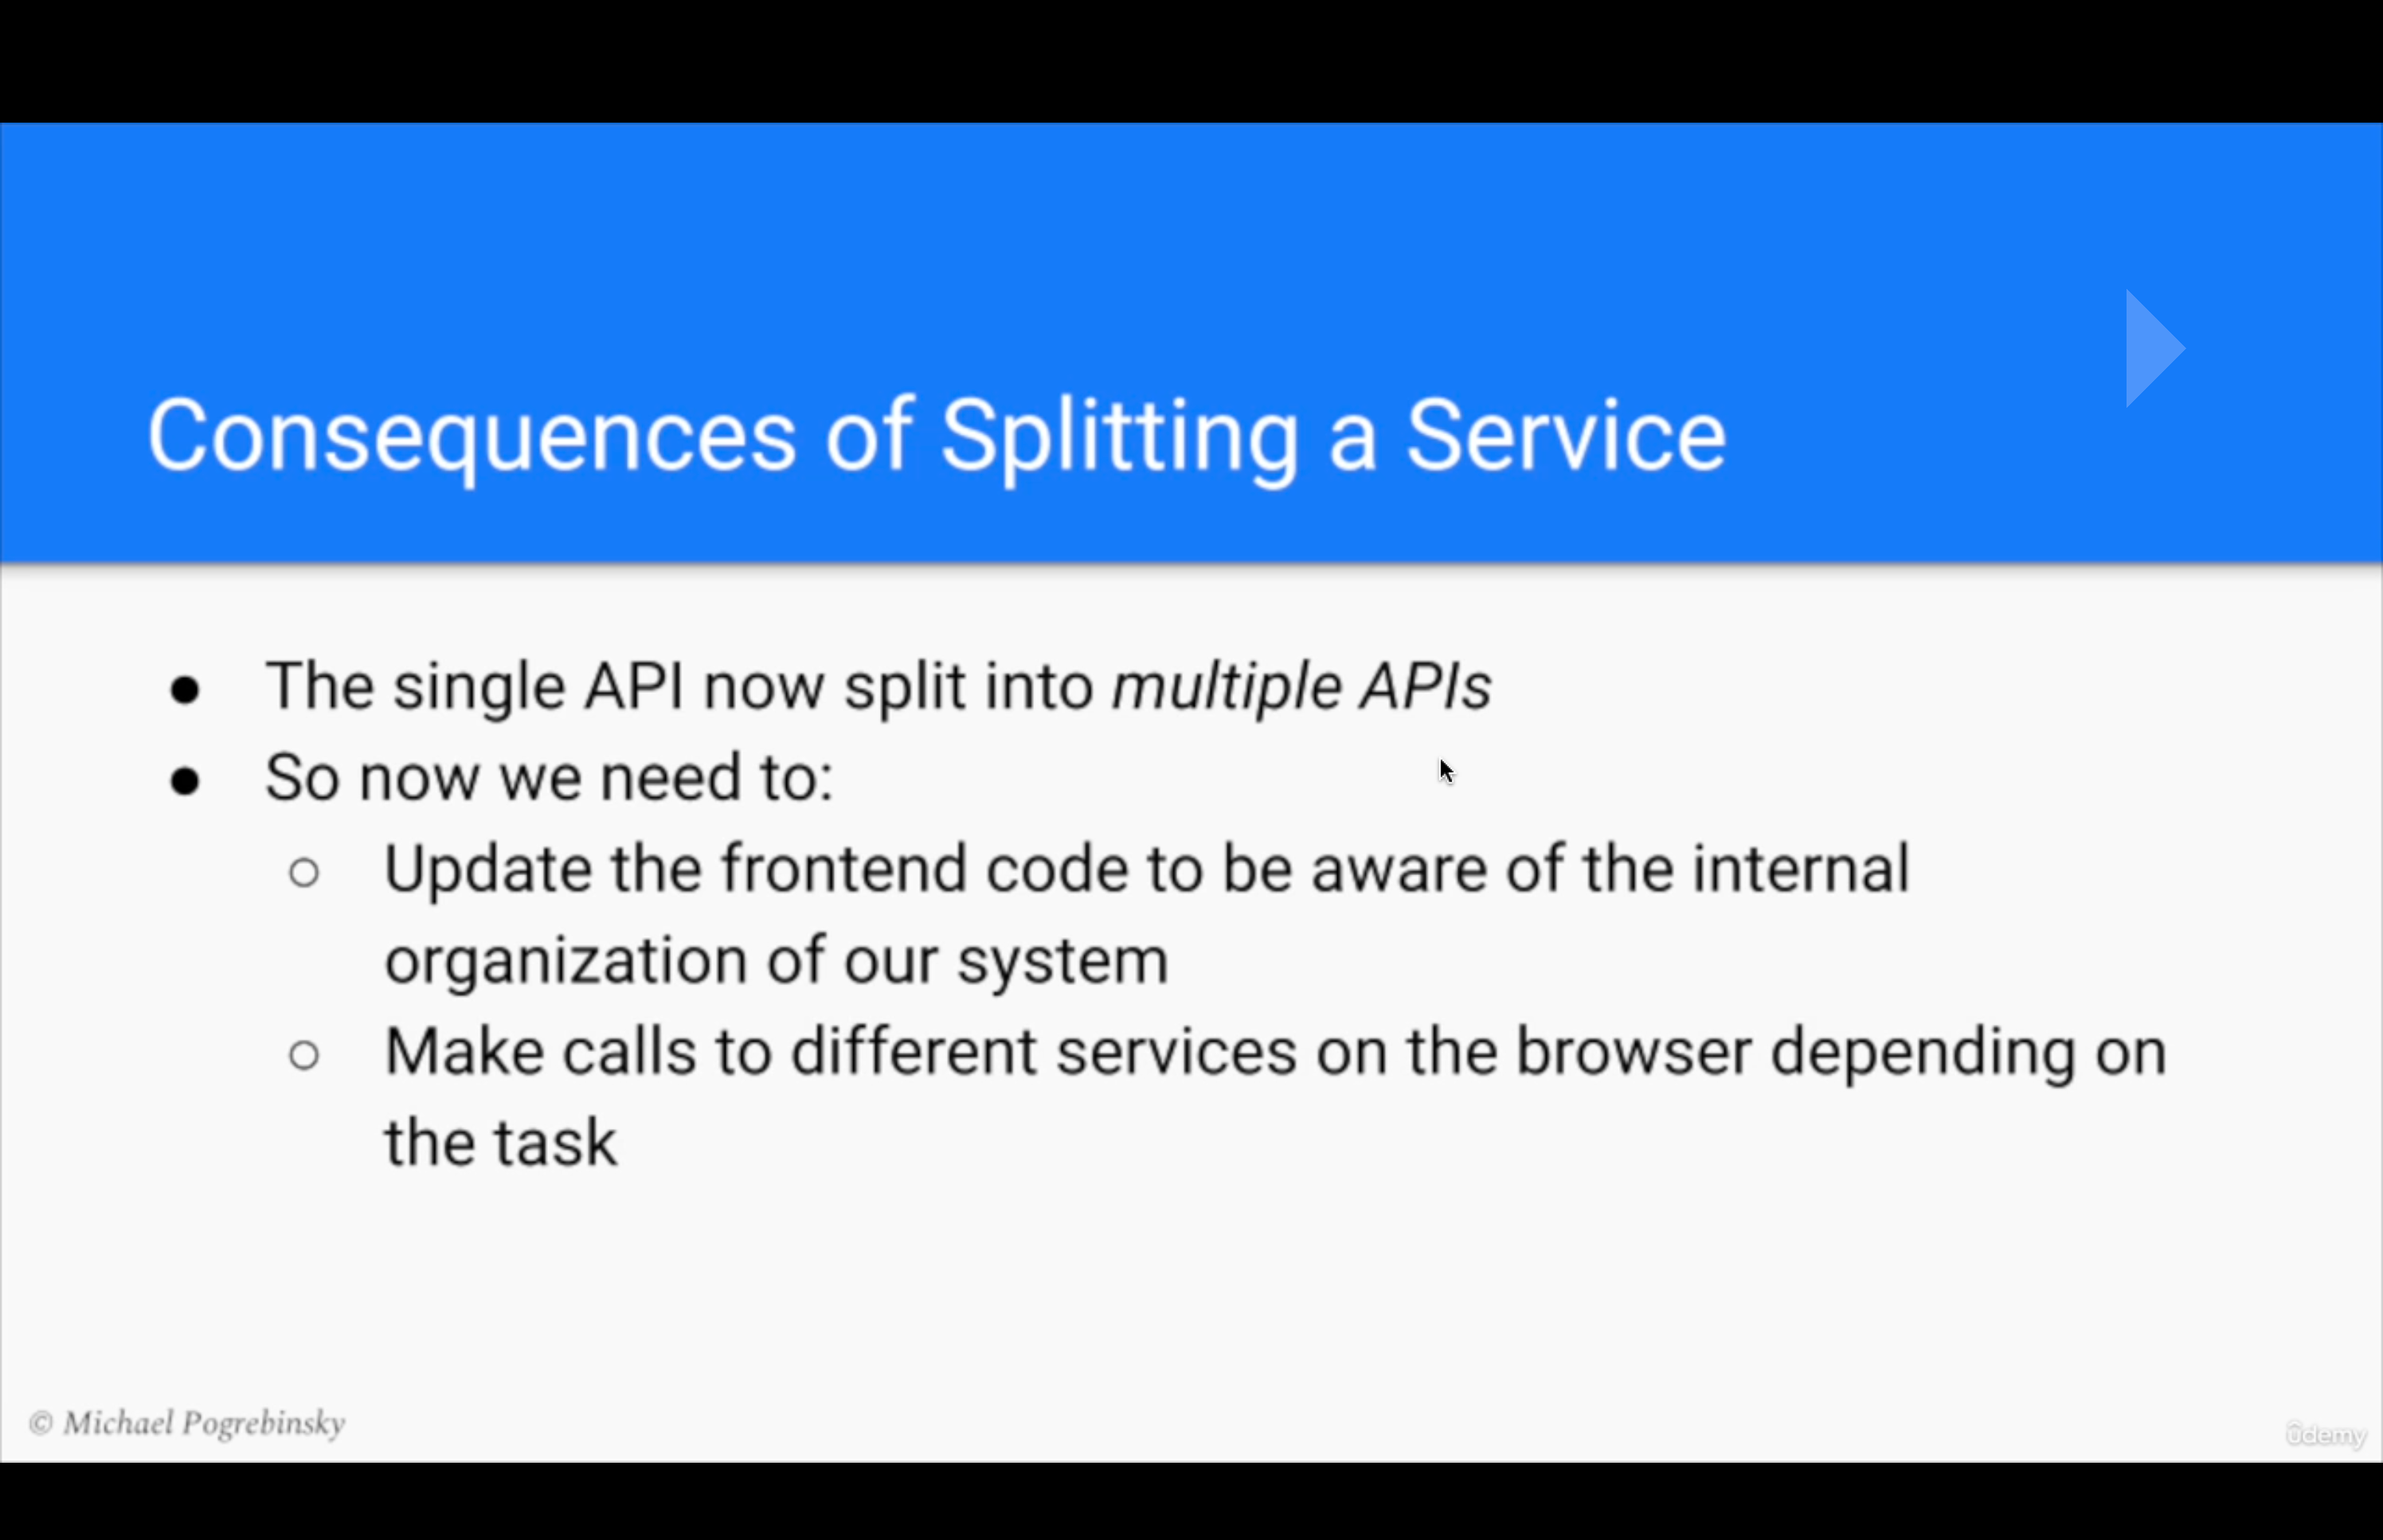 Consequences of Splitting a Service
● The single API now split into multiple APIs
● So now we need to:
○ Update the frontend code to be aware of the internal
organization of our system
○ Make calls to different services on the browser depending on
the task
© Michael Pogrebinsky
ûdemy